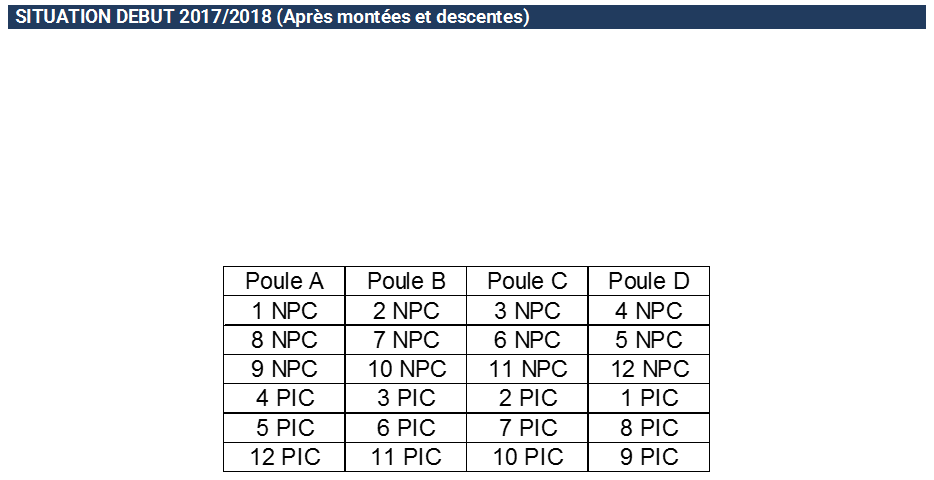 SITUATION DEBUT 2017/2018 (Après montées et descentes)
Poule A Poule B Poule C Poule D
1 NPC 2 NPC 3 NPC 4 NPC
8 NPC 7 NPC 6 NPC 5 NPC
9 NPC 10 NPC 11 NPC 12 NPC
4 PIC 3 PIC 2 PIC 1 PIC
5 PIC 6 PIC 7 PIC 8 PIC
12 PIC 11 PIC 10 PIC 9 PIC